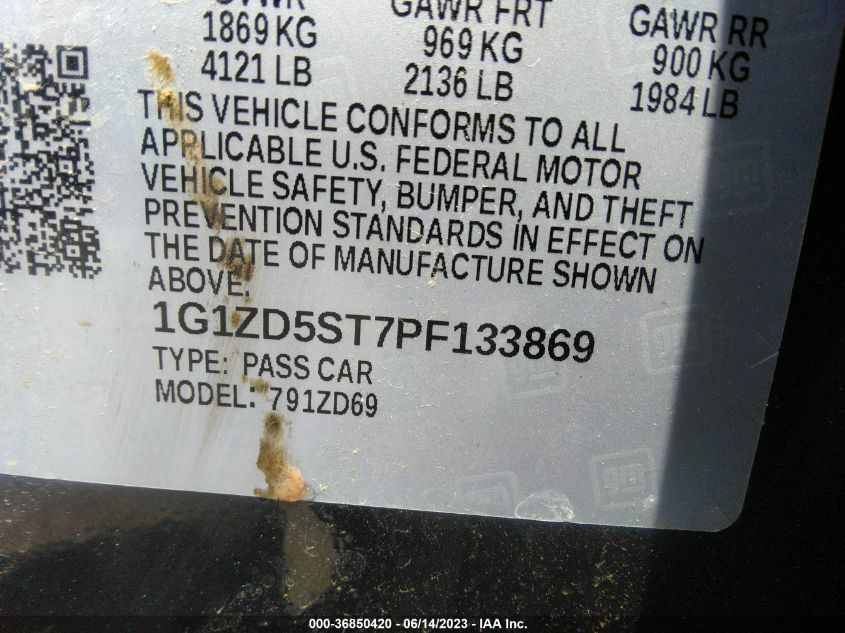 GVWR GAWR FRT GAWR RR
1869 KG 969 KG 900 KG
4121 LB 2136 LB 1984 LB
THIS VEHICLE CONFORMS TO ALL
APPLICABLE U.S. FEDERAL MOTOR
VEHICLE SAFETY, BUMPER, AND THEFT
PREVENTION STANDARDS IN EFFECT ON
THE DATE OF MANUFACTURE SHOWN
ABOVE.
1G1ZD5ST7PF133869
TYPE: PASS CAR
MODEL: 791ZD69
000-36850420 - 06/14/2023 - IAA Inc.